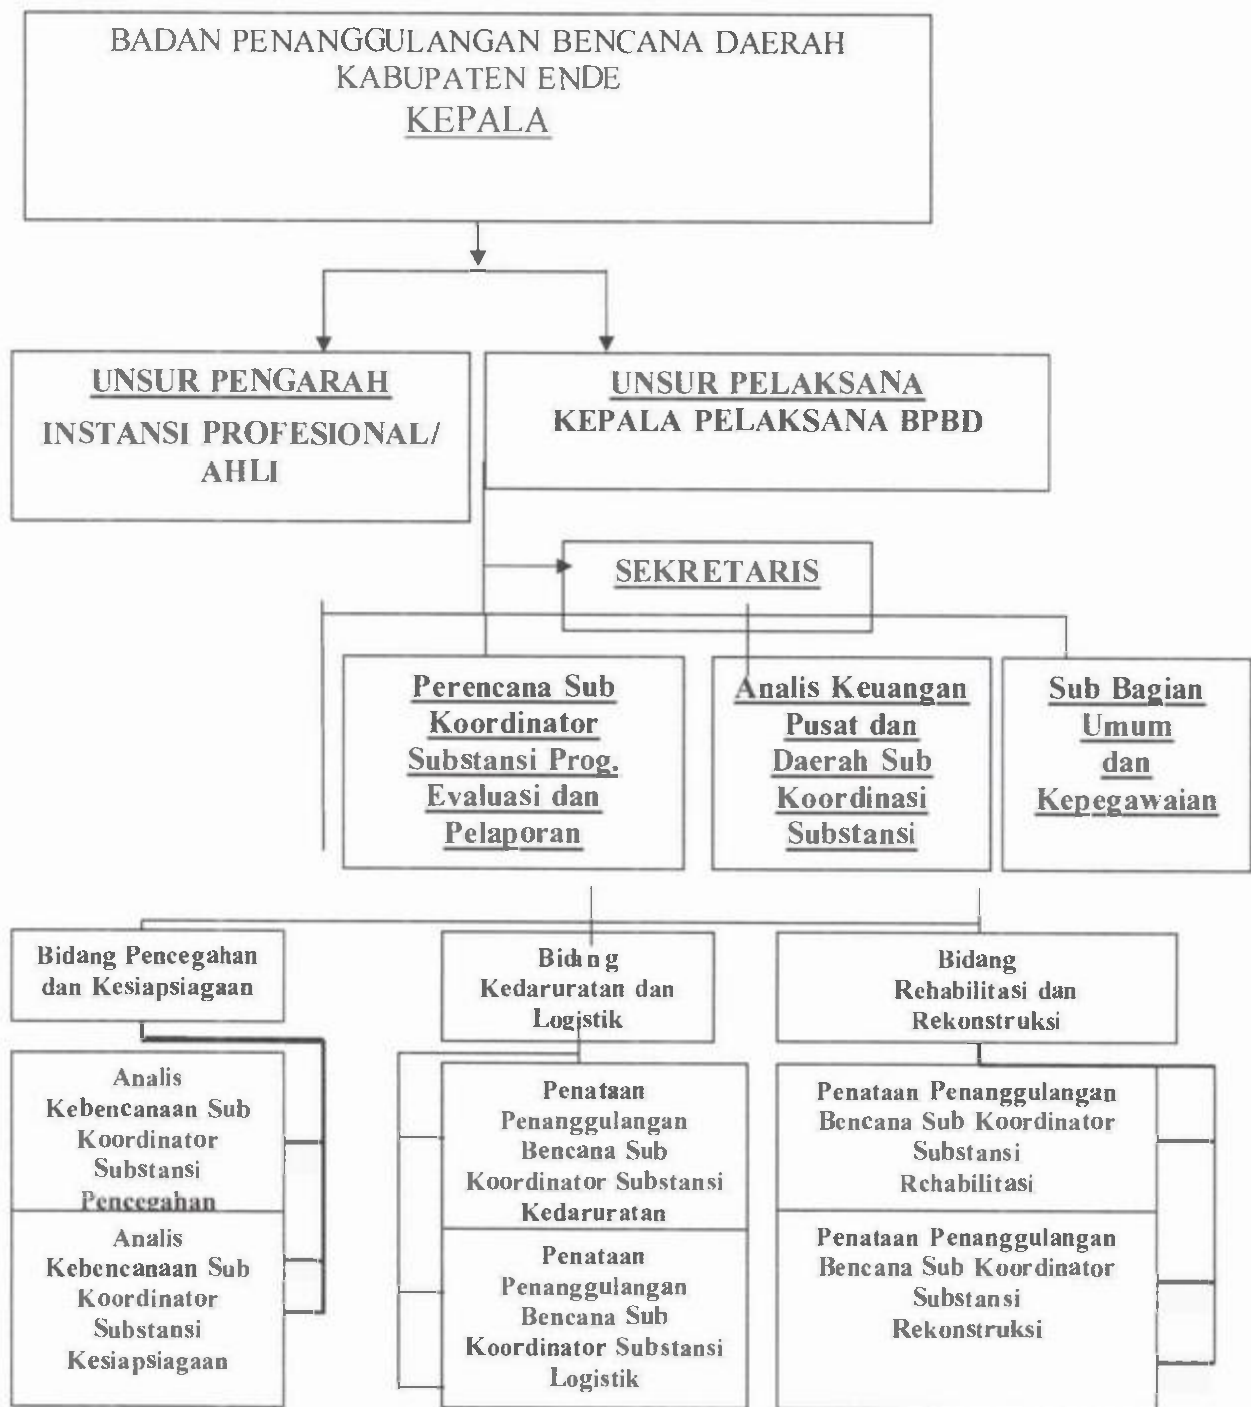 BADAN PENANGGULANGAN BENCANA DAERAH
KABUPATEN ENDE
KEPALA
UNSUR PENGARAH
INSTANSI PROFESIONAL/
AHLI
UNSUR PELAKSANA
KEPALA PELAKSANA BPBD
SEKRETARIS
Perencana Sub
Koordinator
Substansi Prog.
Evaluasi dan
Pelaporan
Analis Keuangan
Pusat dan
Daerah Sub
Koordinasi
Substansi
Sub Bagian
Umum
dan
Kepegawaian
Bidang Pencegahan
dan Kesiapsiagaan
Bidang
Kedaruratan dan
Logistik
Bidang
Rehabilitasi dan
Rekonstruksi
Analis
Kebencanaan Sub
Koordinator
Substansi
Pencegahan
Analis
Kebencanaan Sub
Koordinator
Substansi
Kesiapsiagaan
Penataan
Penanggulangan
Bencana Sub
Koordinator Substansi
Kedaruratan
Penataan
Penanggulangan
Bencana Sub
Koordinator Substansi
Logistik
Penataan Penanggulangan
Bencana Sub Koordinator
Substansi
Rehabilitasi
Penataan Penanggulangan
Bencana Sub Koordinator
Substansi
Rekonstruksi